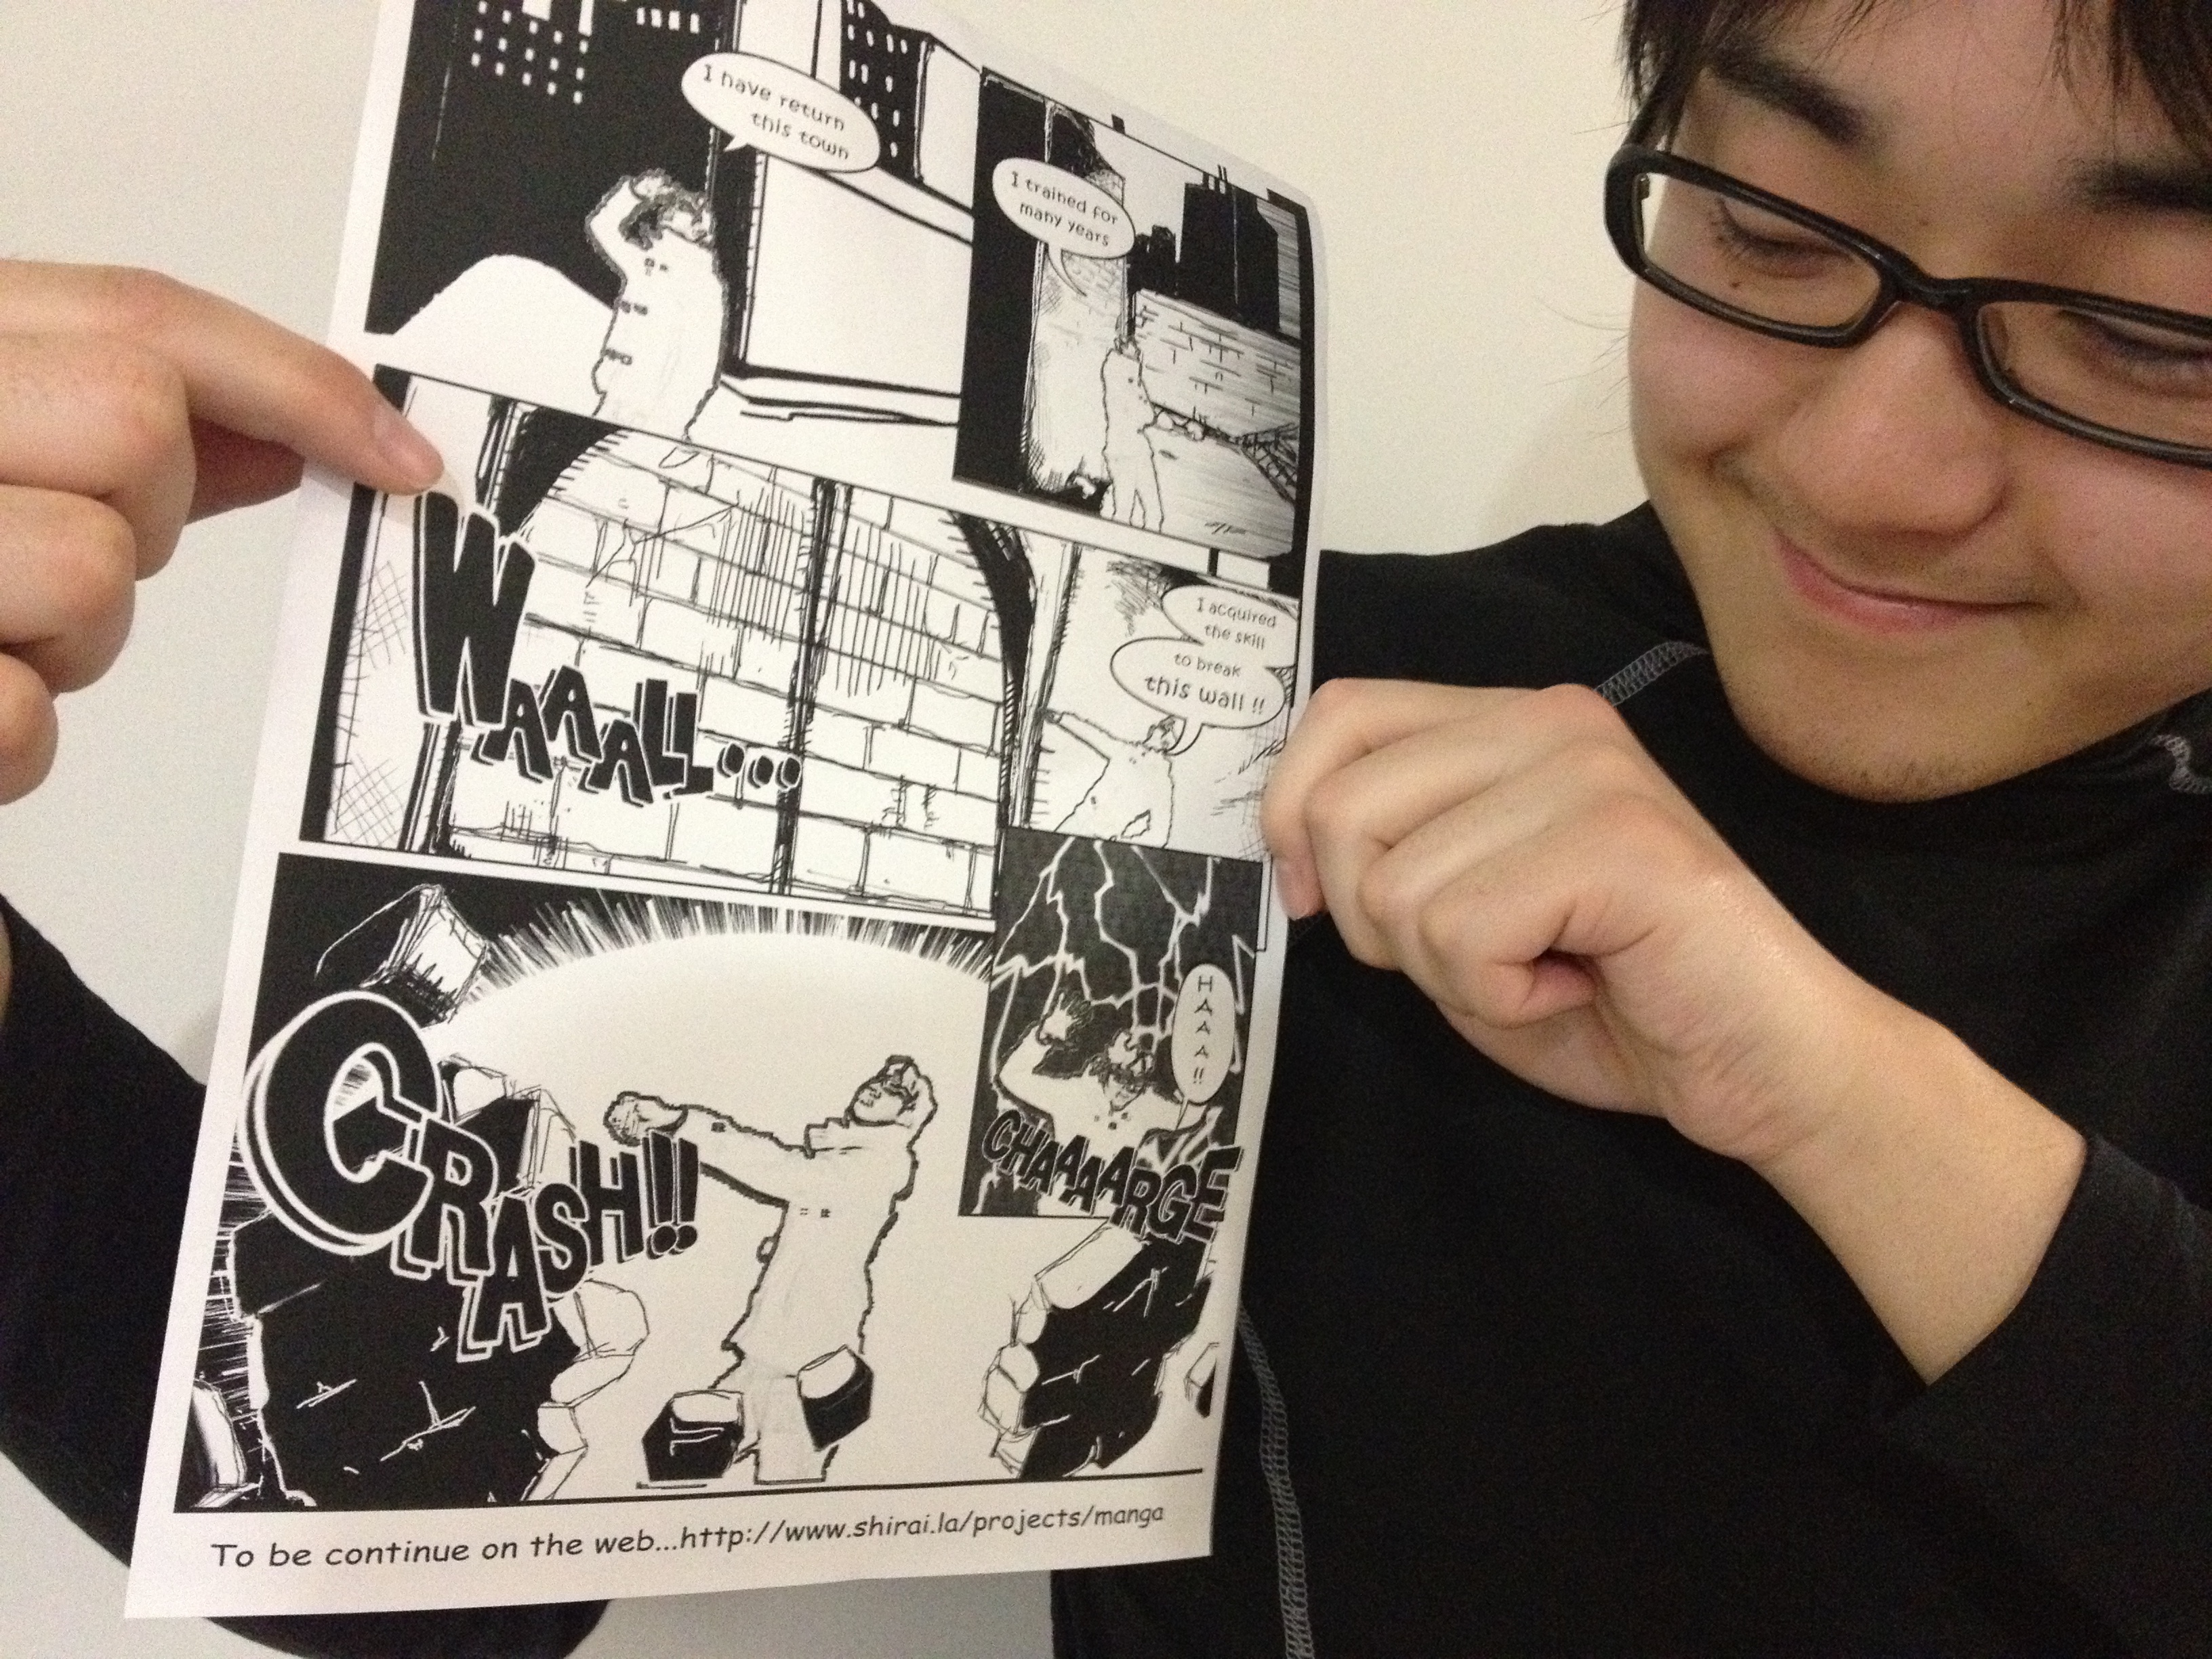 I have return
this town
I trained for
many years
WAAALL...
I acquired
the skill
to break
this wall !!
HAAA!!
CHAAAARGE
CRASH!!
To be continue on the web...http://www.shirai.la/projects/manga